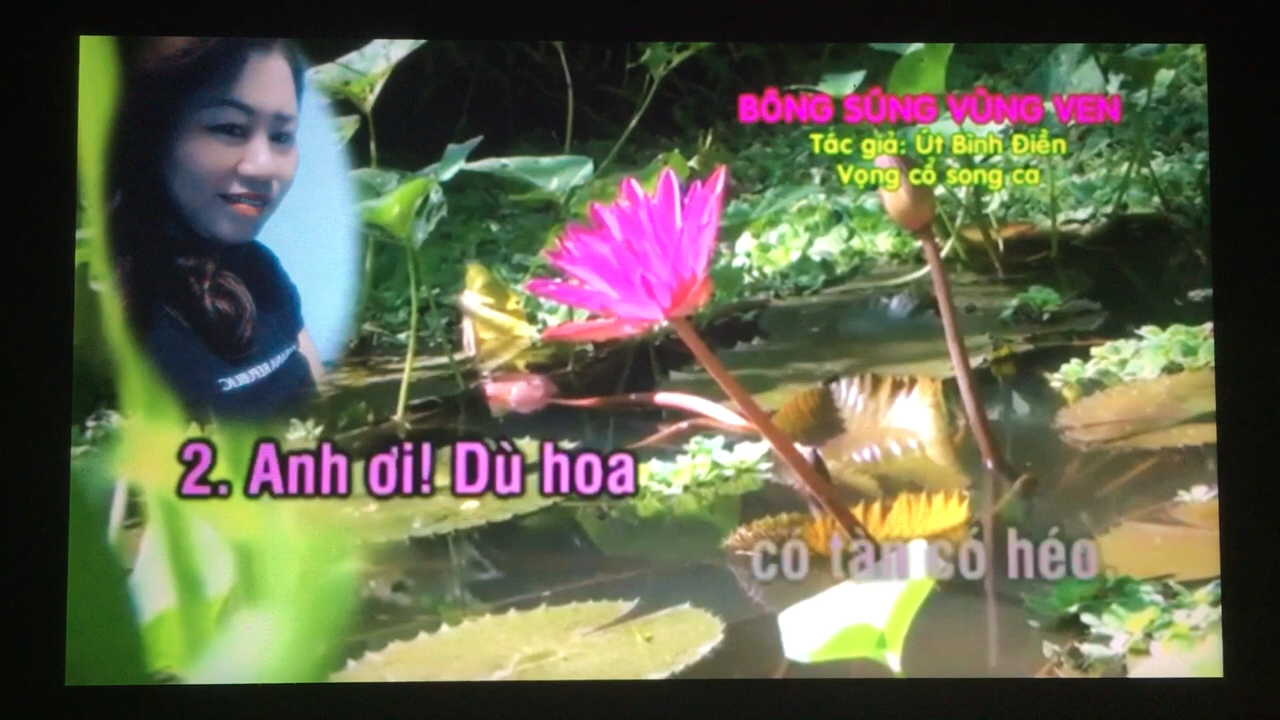 BÔNG SÚNG VÙNG VEN
Tác giả: Út Bình Điền
Vọng cổ song ca
REPUBLIC
2. Anh ơi! Dù hoa
có tàn có héo